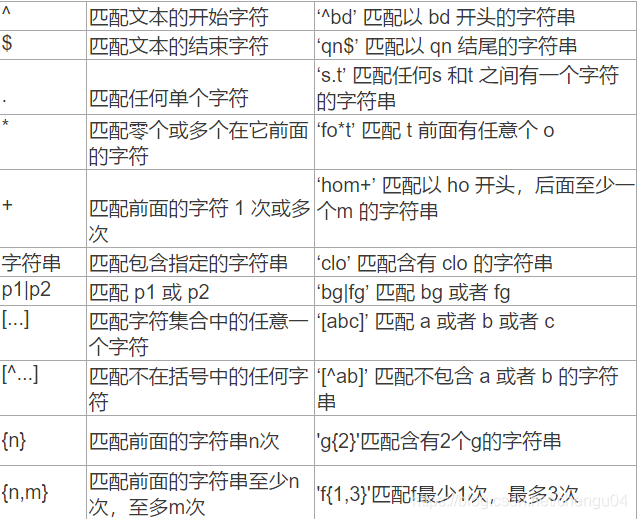 ^ 匹配文本的开始字符 ‘^bd’ 匹配以 bd 开头的字符串
$ 匹配文本的结束字符 ‘qn$’ 匹配以 qn 结尾的字符串
. 匹配任何单个字符 ‘s.t’ 匹配任何s 和t 之间有一个字符
的字符串
* 匹配零个或多个在它前面 ‘fo*t’ 匹配 t 前面有任意个 o
的字符
+ 匹配前面的字符 1 次或多 ‘hom+’ 匹配以 ho 开头，后面至少一
次 个m 的字符串
字符串 匹配包含指定的字符串 ‘clo’ 匹配含有 clo 的字符串
p1|p2 匹配 p1 或 p2 ‘bg|fg’ 匹配 bg 或者 fg
[...] 匹配字符集合中的任意一 ‘[abc]’ 匹配 a 或者 b 或者 c
个字符
[^...] 匹配不在括号中的任何字 ‘[^ab]’ 匹配不包含 a 或者 b 的字符
符 串
{n} 匹配前面的字符串n次 'g{2}'匹配含有2个g的字符串
{n,m} 匹配前面的字符串至少n 'f{1,3}'匹配f最少1次，最多3次
次，至多m次